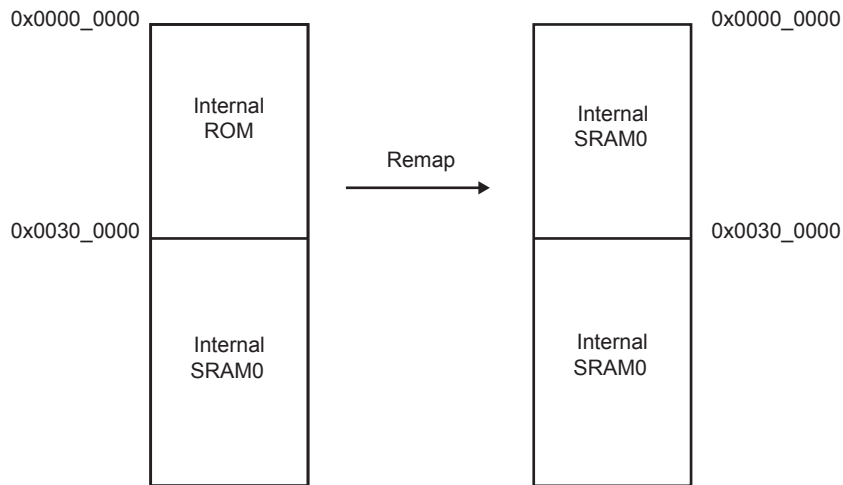 0x0000_0000
0x0000_0000
Internal
ROM
Internal
SRAM0
Remap
0x0030_0000
0x0030_0000
Internal
SRAM0
Internal
SRAM0